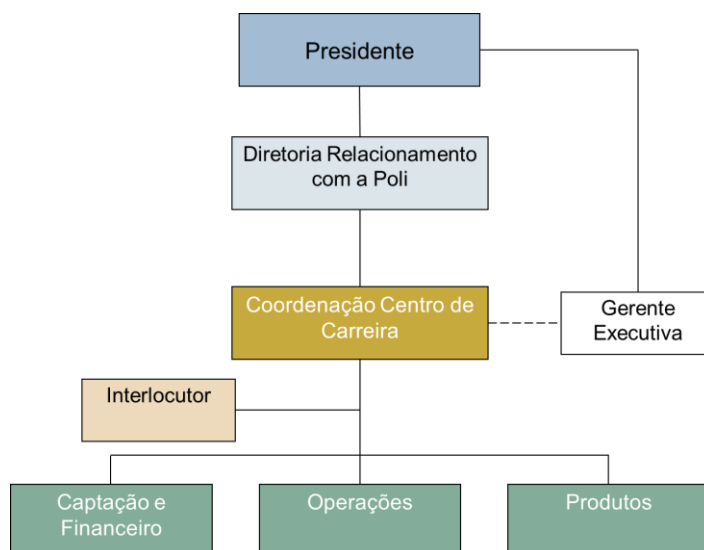 Presidente
Diretoria Relacionamento
com a Poli
Coordenação Centro de
Carreira
Gerente
Executiva
Interlocutor
Captação e
Financeiro
Operações
Produtos